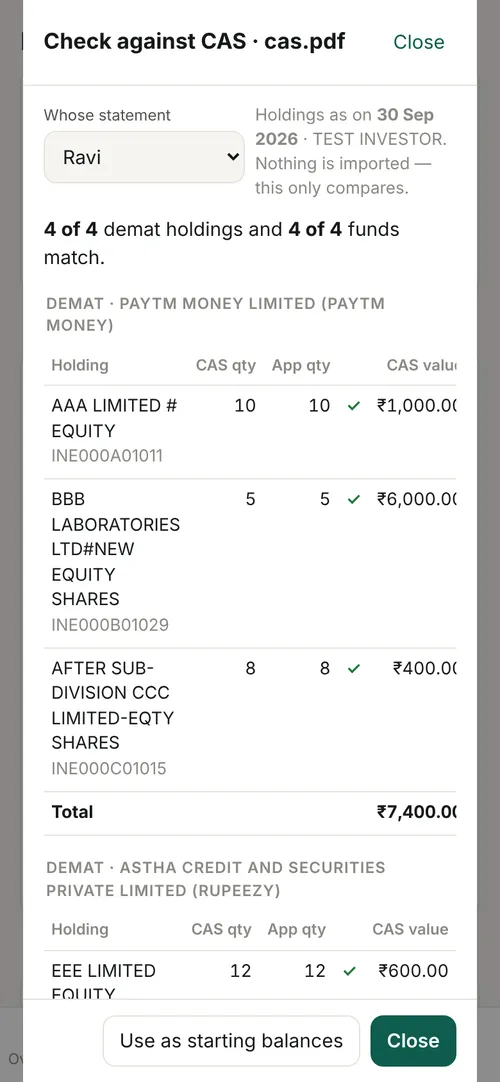 Check against CAS · cas.pdf Close
Whose statement
Ravi
Holdings as on 30 Sep
2026 · TEST INVESTOR.
Nothing is imported —
this only compares.
4 of 4 demat holdings and 4 of 4 funds
match.
DEMAT · PAYTM MONEY LIMITED (PAYTM
MONEY)
Holding CAS qty App qty CAS value
AAA LIMITED # 10 10 ✓ ₹1,000.00
EQUITY
INE000A01011
BBB 5 5 ✓ ₹6,000.00
LABORATORIES
LTD#NEW
EQUITY
SHARES
INE000B01029
AFTER SUB- 8 8 ✓ ₹400.00
DIVISION CCC
LIMITED-EQTY
SHARES
INE000C01015
Total ₹7,400.00
DEMAT · ASTHA CREDIT AND SECURITIES
PRIVATE LIMITED (RUPEEZY)
Holding CAS qty App qty CAS value
EEE LIMITED 12 12 ✓ ₹600.00
EQUITY
Use as starting balances Close